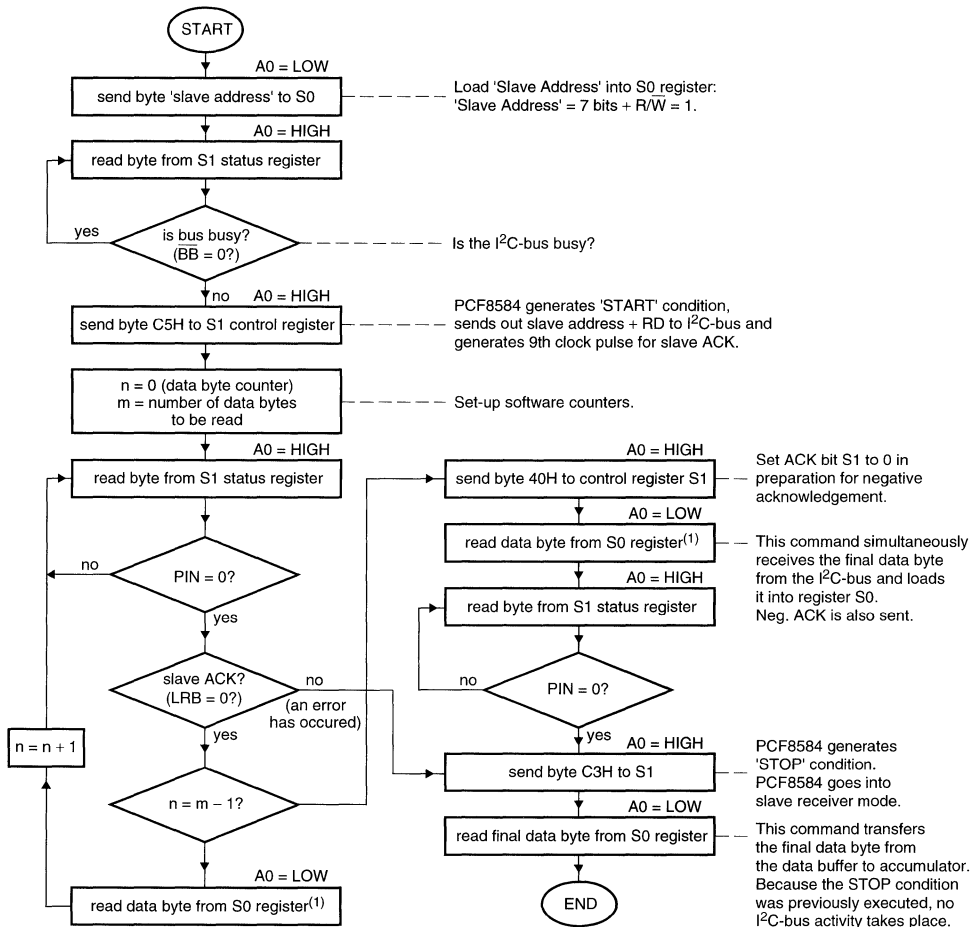 START
A0 = LOW
send byte 'slave address' to S0
Load 'Slave Address' into S0 register:
'Slave Address' = 7 bits + R/W̅ = 1.
A0 = HIGH
read byte from S1 status register
yes
is bus busy?
(B̅B̅ = 0?)
Is the I²C-bus busy?
no
A0 = HIGH
send byte C5H to S1 control register
PCF8584 generates 'START' condition,
sends out slave address + RD to I²C-bus and
generates 9th clock pulse for slave ACK.
n = 0 (data byte counter)
m = number of data bytes
to be read
Set-up software counters.
A0 = HIGH
read byte from S1 status register
no
PIN = 0?
yes
slave ACK?
(LRB = 0?)
no
(an error
has occured)
yes
n = n + 1
n = m – 1?
A0 = LOW
read data byte from S0 register(1)
A0 = HIGH
send byte 40H to control register S1
Set ACK bit S1 to 0 in
preparation for negative
acknowledgement.
A0 = LOW
read data byte from S0 register(1)
This command simultaneously
receives the final data byte
from the I²C-bus and loads
it into register S0.
Neg. ACK is also sent.
A0 = HIGH
read byte from S1 status register
no
PIN = 0?
yes
A0 = HIGH
send byte C3H to S1
PCF8584 generates
'STOP' condition.
PCF8584 goes into
slave receiver mode.
A0 = LOW
read final data byte from S0 register
This command transfers
the final data byte from
the data buffer to accumulator.
Because the STOP condition
was previously executed, no
I²C-bus activity takes place.
END